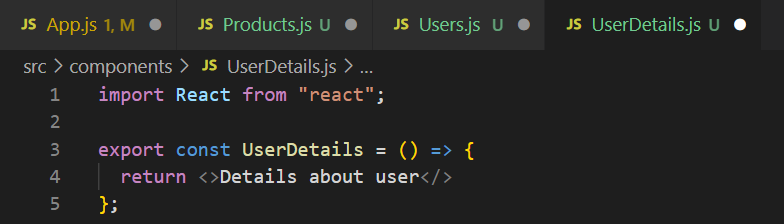 JS App.js 1, M ● JS Products.js U ● JS Users.js U ● JS UserDetails.js U ●
src > components > JS UserDetails.js > ...
1 import React from "react";
2
3 export const UserDetails = () => {
4   return <>Details about user</>
5 };